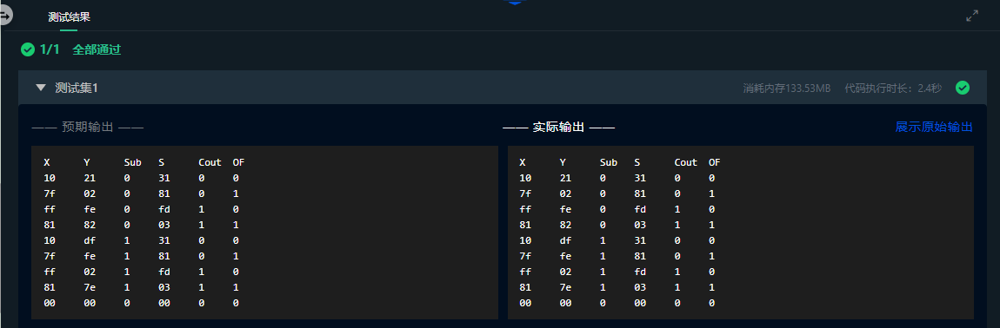 测试结果
1/1 全部通过
测试集1 消耗内存133.53MB 代码执行时长：2.4秒
—— 预期输出 —— —— 实际输出 —— 展示原始输出
X Y Sub S Cout OF X Y Sub S Cout OF
10 21 0 31 0 0 10 21 0 31 0 0
7f 02 0 81 0 1 7f 02 0 81 0 1
ff fe 0 fd 1 0 ff fe 0 fd 1 0
81 82 0 03 1 1 81 82 0 03 1 1
10 df 1 31 0 0 10 df 1 31 0 0
7f fe 1 81 0 1 7f fe 1 81 0 1
ff 02 1 fd 1 0 ff 02 1 fd 1 0
81 7e 1 03 1 1 81 7e 1 03 1 1
00 00 0 00 0 0 00 00 0 00 0 0